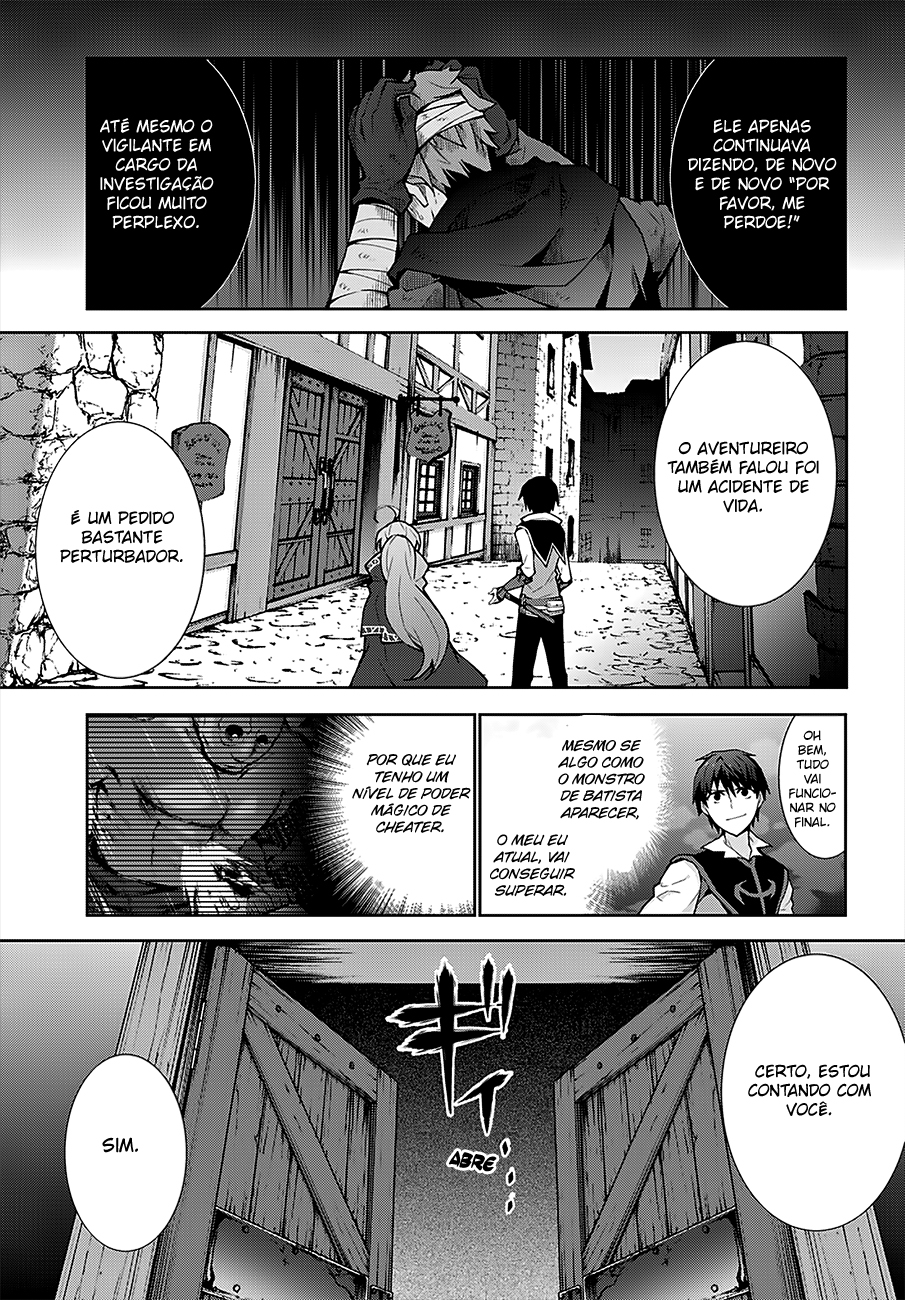 ELE APENAS
CONTINUAVA
DIZENDO, DE NOVO
E DE NOVO "POR
FAVOR, ME
PERDOE!"
ATÉ MESMO O
VIGILANTE EM
CARGO DA
INVESTIGAÇÃO
FICOU MUITO
PERPLEXO.
O AVENTUREIRO
TAMBÉM FALOU FOI
UM ACIDENTE DE
VIDA.
É UM PEDIDO
BASTANTE
PERTURBADOR.
OH
BEM,
TUDO
VAI
FUNCIO-
NAR NO
FINAL.
MESMO SE
ALGO COMO
O MONSTRO
DE BATISTA
APARECER,
O MEU EU
ATUAL, VAI
CONSEGUIR
SUPERAR.
POR QUE EU
TENHO UM
NÍVEL DE PODER
MÁGICO DE
CHEATER.
CERTO, ESTOU
CONTANDO COM
VOCÊ.
ギィ
ABRE
SIM.